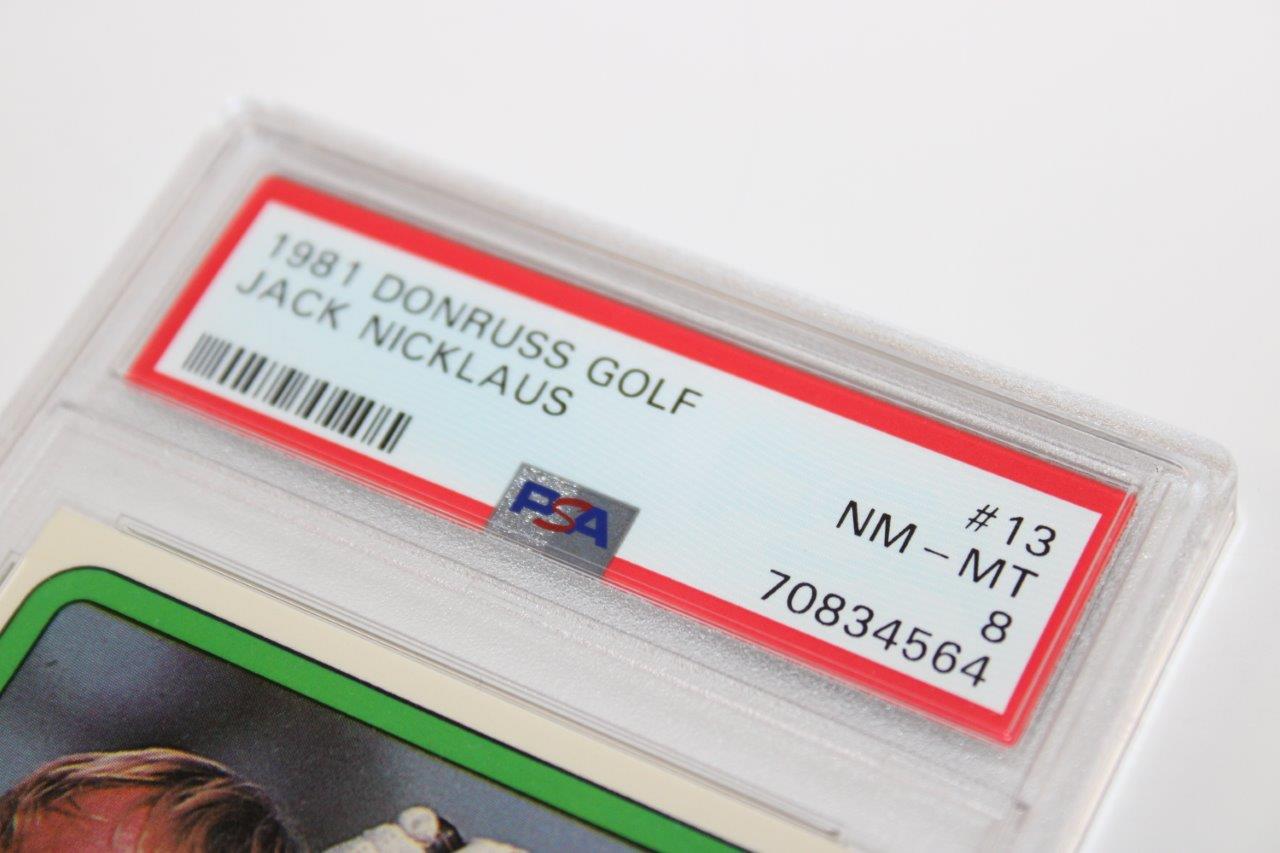 1981 DONRUSS GOLF
JACK NICKLAUS
PSA
#13
NM – MT
8
70834564